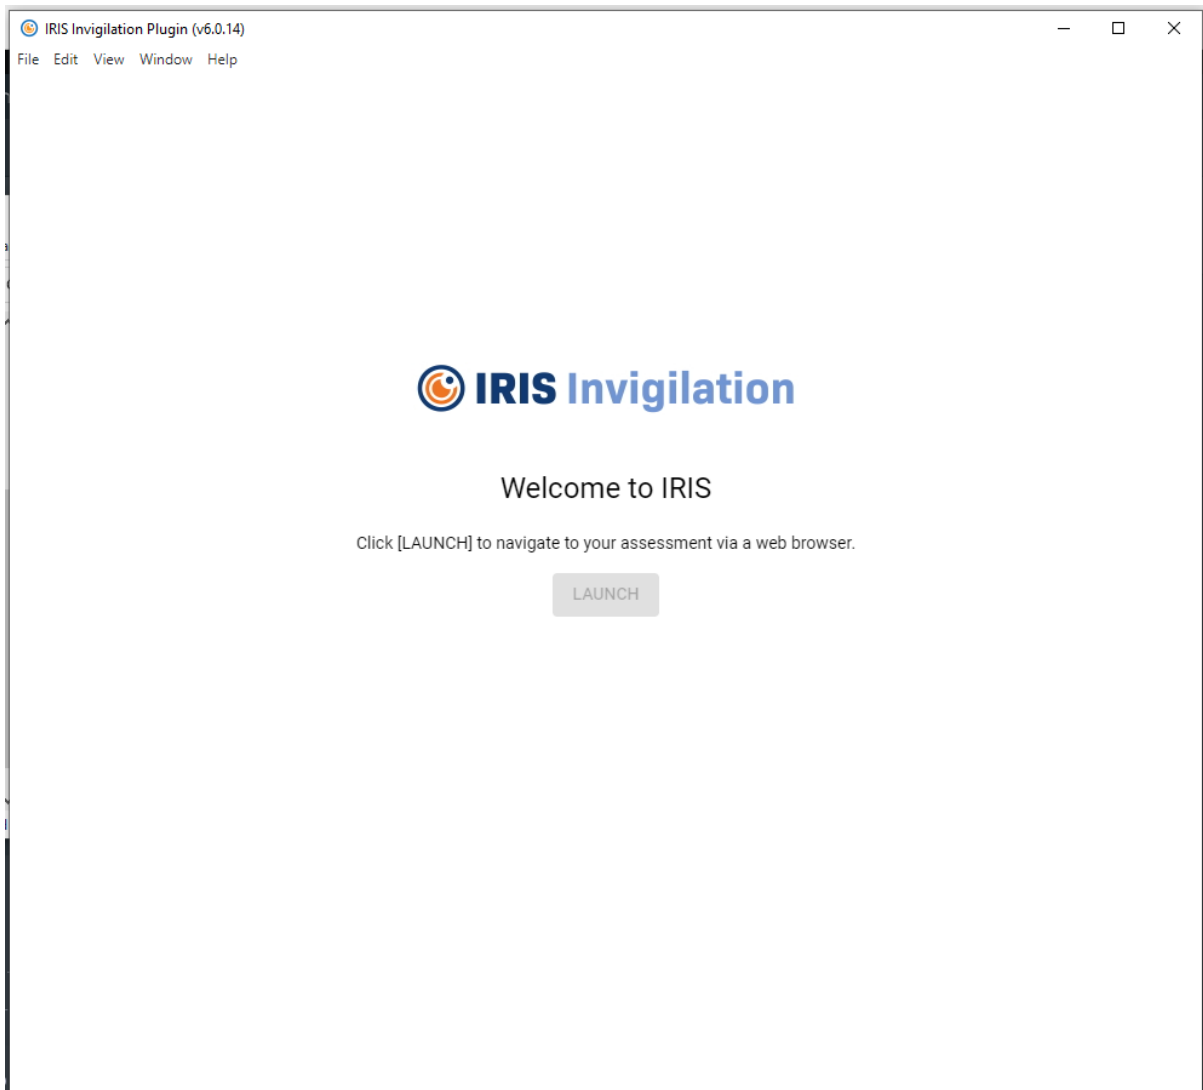 IRIS Invigilation Plugin (v6.0.14)
File Edit View Window Help
IRIS Invigilation
Welcome to IRIS
Click [LAUNCH] to navigate to your assessment via a web browser.
LAUNCH